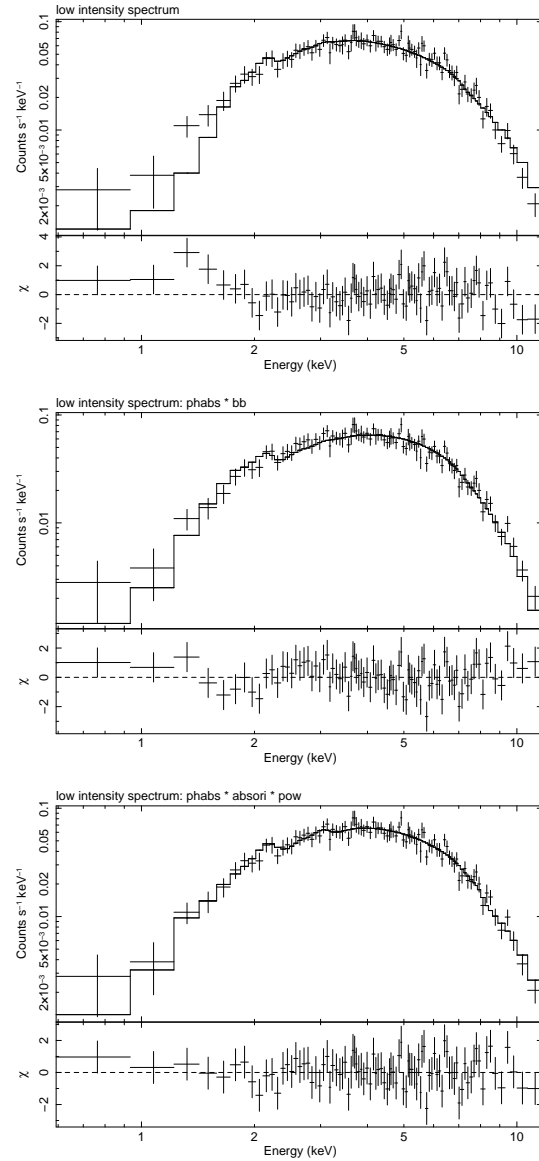 low intensity spectrum
0.1
0.05
0.02
0.01
5×10⁻³
2×10⁻³
Counts s⁻¹ keV⁻¹
4
2
0
−2
χ
1 2 5 10
Energy (keV)
low intensity spectrum: phabs * bb
0.1
0.01
Counts s⁻¹ keV⁻¹
2
0
−2
χ
1 2 5 10
Energy (keV)
low intensity spectrum: phabs * absori * pow
0.1
0.05
0.02
0.01
5×10⁻³
2×10⁻³
Counts s⁻¹ keV⁻¹
2
0
−2
χ
1 2 5 10
Energy (keV)